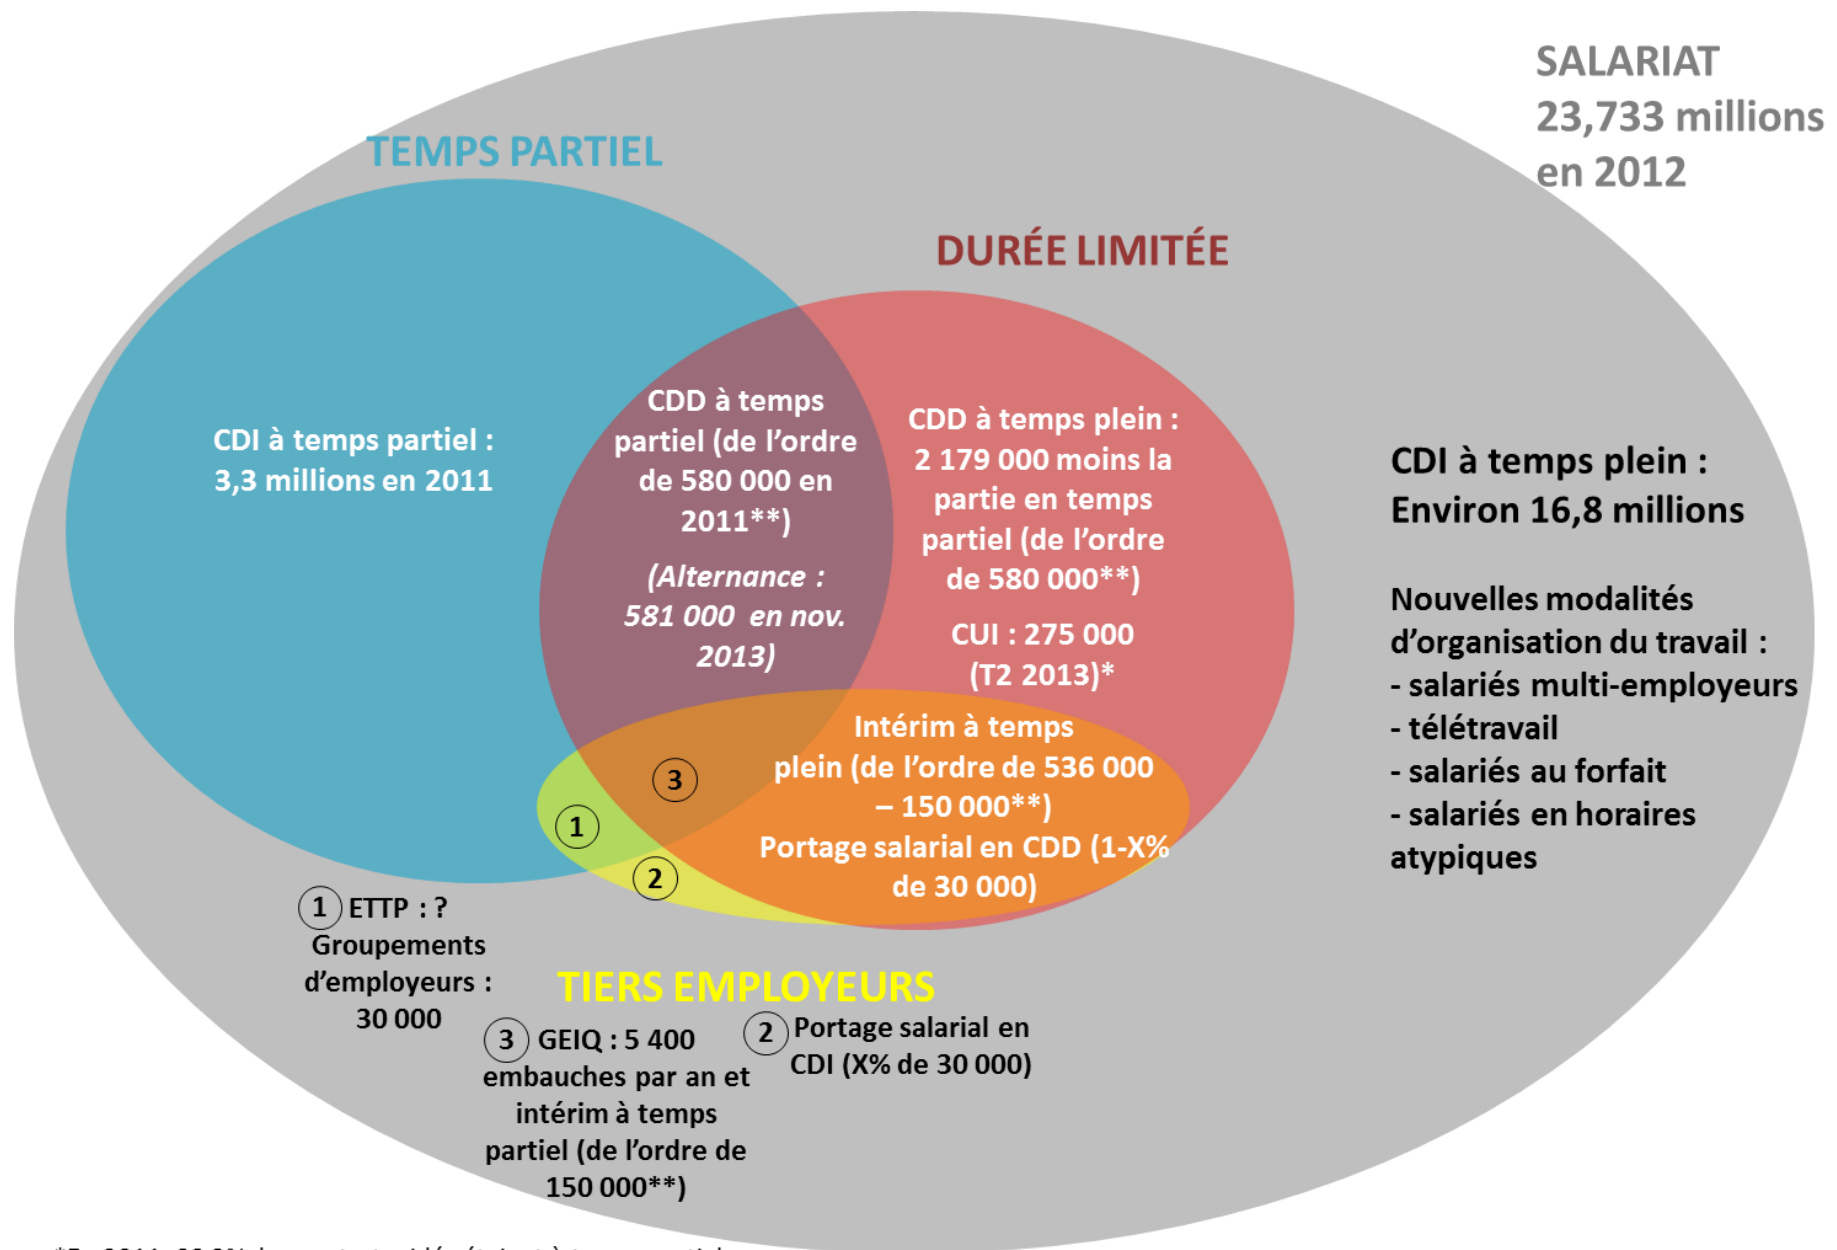 SALARIAT
23,733 millions
en 2012
TEMPS PARTIEL
DURÉE LIMITÉE
CDI à temps partiel :
3,3 millions en 2011
CDD à temps
partiel (de l’ordre
de 580 000 en
2011**)
(Alternance :
581 000 en nov.
2013)
CDD à temps plein :
2 179 000 moins la
partie en temps
partiel (de l’ordre
de 580 000**)
CUI : 275 000
(T2 2013)*
CDI à temps plein :
Environ 16,8 millions
Nouvelles modalités
d’organisation du travail :
- salariés multi-employeurs
- télétravail
- salariés au forfait
- salariés en horaires
atypiques
Intérim à temps
plein (de l’ordre de 536 000
– 150 000**)
Portage salarial en CDD (1-X%
de 30 000)
3
1
2
1 ETTP : ?
Groupements
d’employeurs :
30 000
TIERS EMPLOYEURS
3 GEIQ : 5 400
embauches par an et
intérim à temps
partiel (de l’ordre de
150 000**)
2 Portage salarial en
CDI (X% de 30 000)